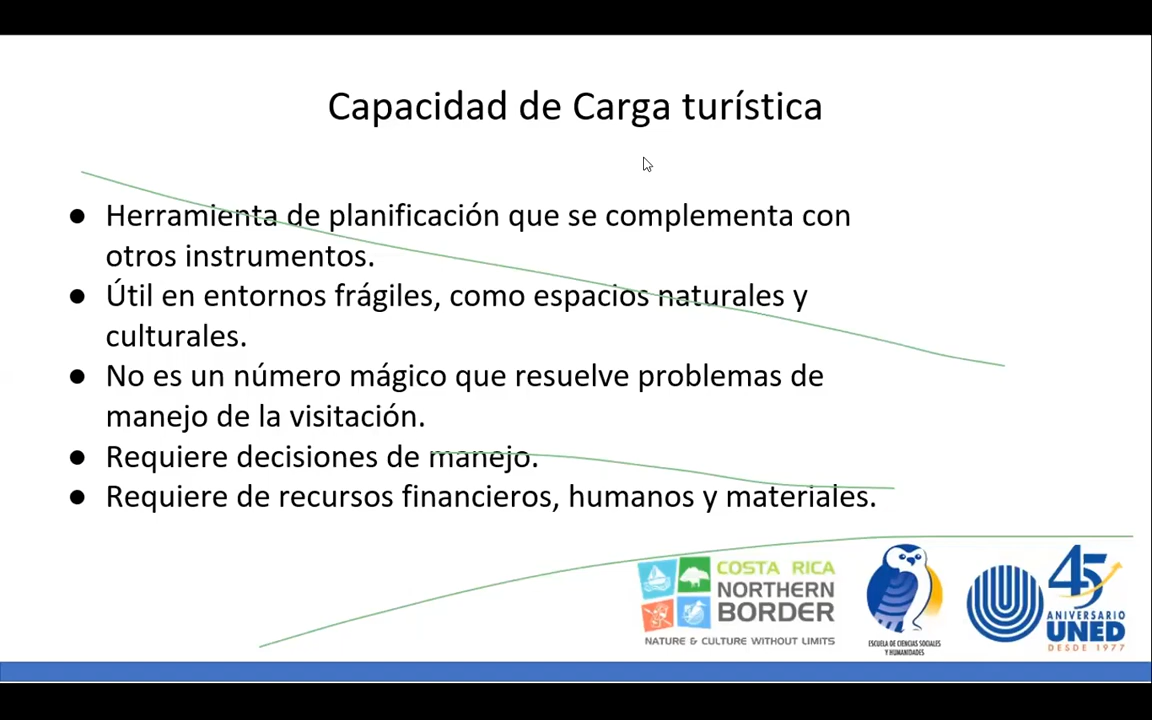 Capacidad de Carga turística
● Herramienta de planificación que se complementa con
otros instrumentos.
● Útil en entornos frágiles, como espacios naturales y
culturales.
● No es un número mágico que resuelve problemas de
manejo de la visitación.
● Requiere decisiones de manejo.
● Requiere de recursos financieros, humanos y materiales.
COSTA RICA
NORTHERN
BORDER
NATURE & CULTURE WITHOUT LIMITS
ESCUELA DE CIENCIAS SOCIALES
Y HUMANIDADES
45
ANIVERSARIO
UNED
DESDE 1977